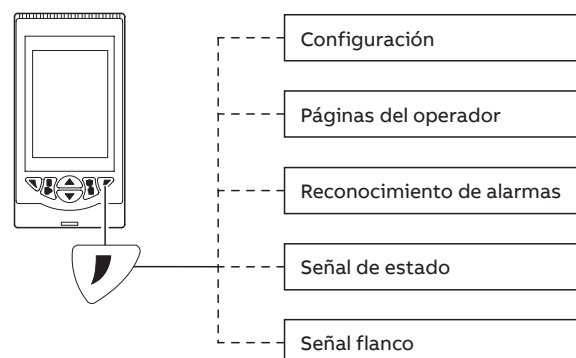 Configuración
Páginas del operador
Reconocimiento de alarmas
Señal de estado
Señal flanco